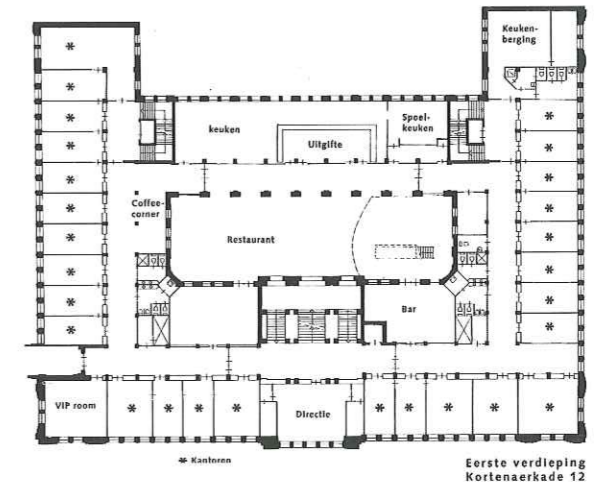 Keuken-
berging
keuken
Spoel-
keuken
Uitgifte
Coffee-
corner
Restaurant
Bar
VIP room
Directie
* Kantoren
Eerste verdieping
Kortenaerkade 12